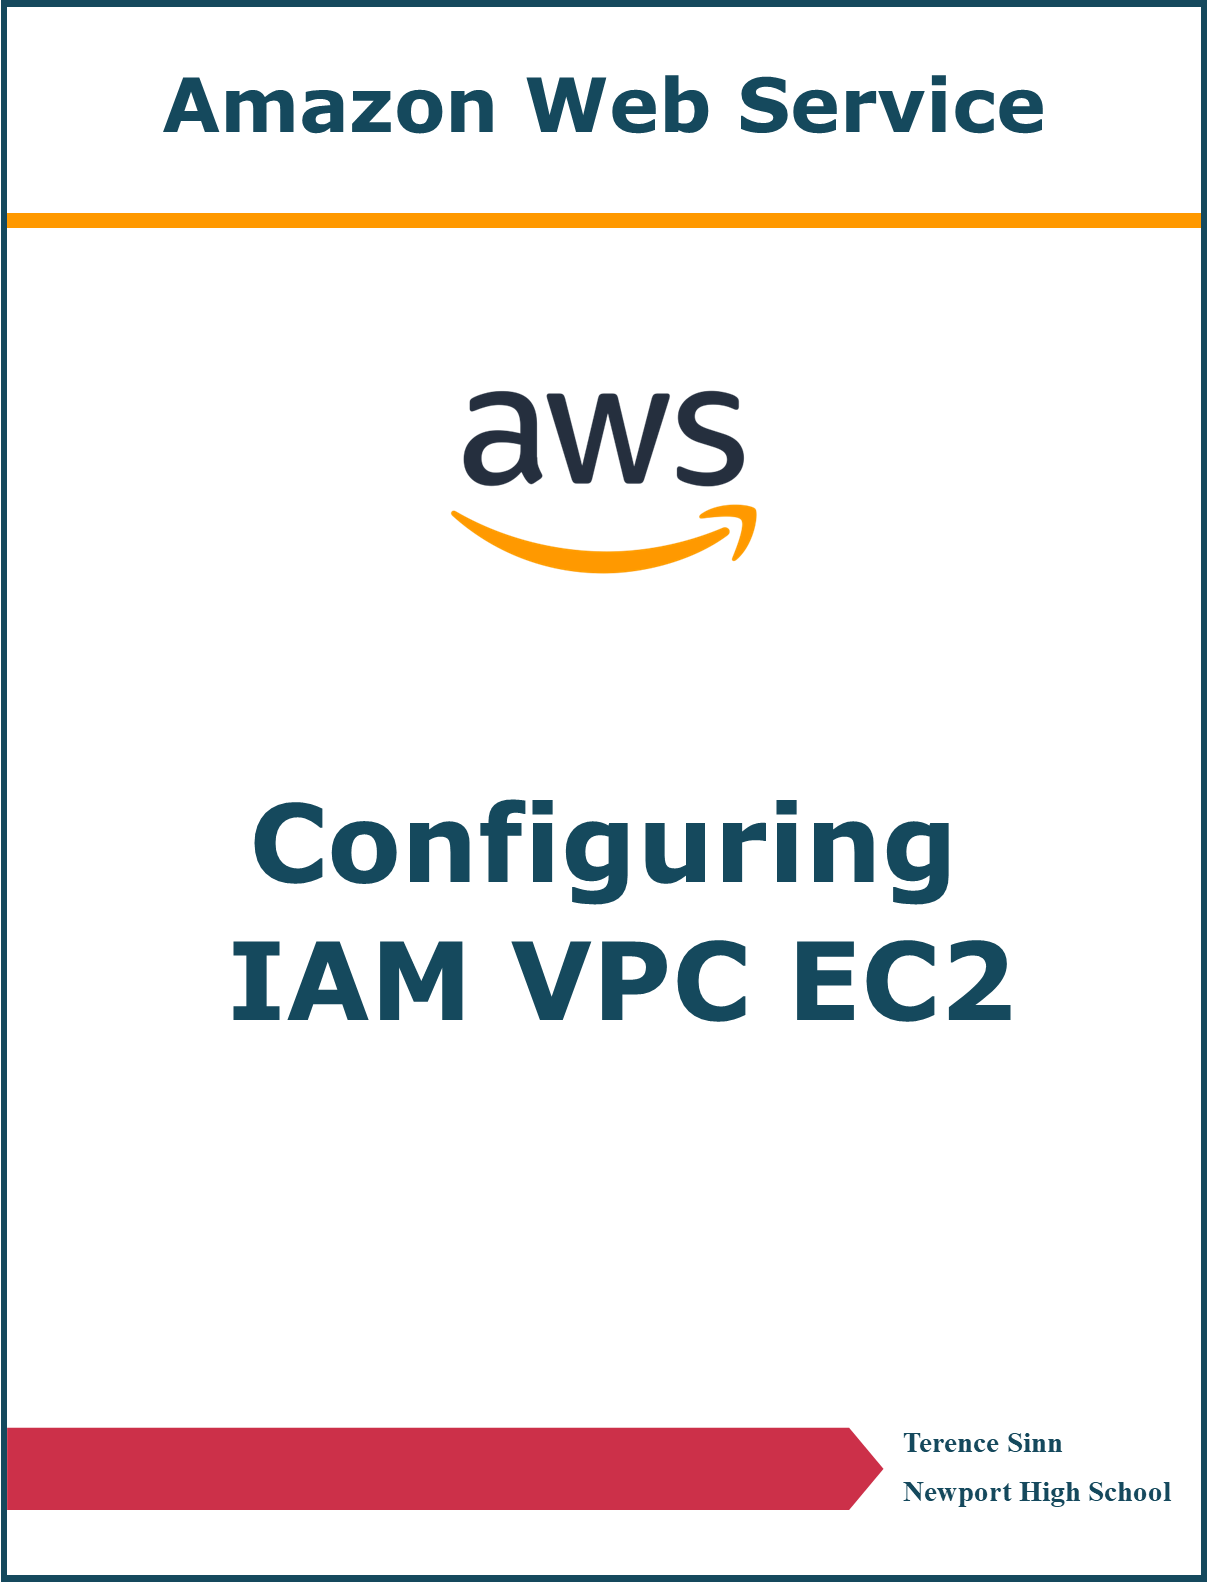 Amazon Web Service
aws
Configuring
IAM VPC EC2
Terence Sinn
Newport High School